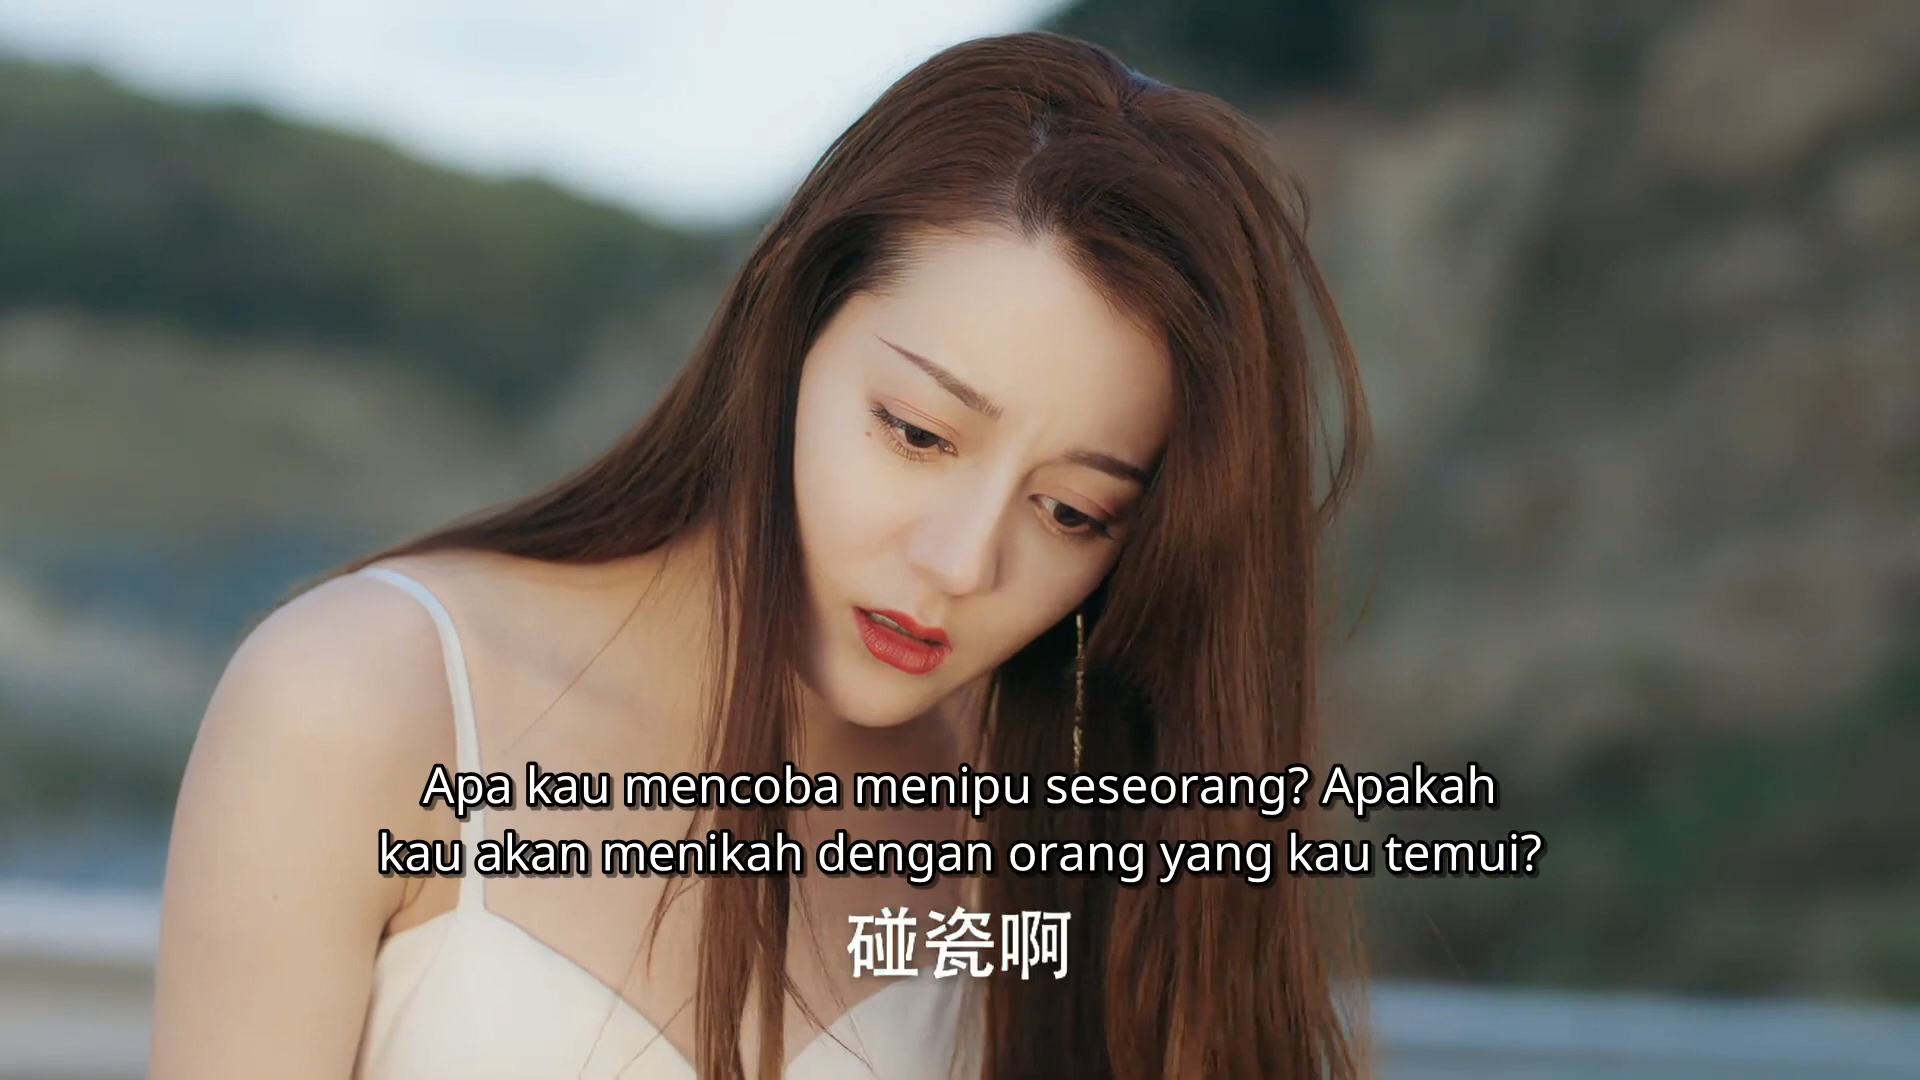 Apa kau mencoba menipu seseorang? Apakah
kau akan menikah dengan orang yang kau temui?
碰瓷啊